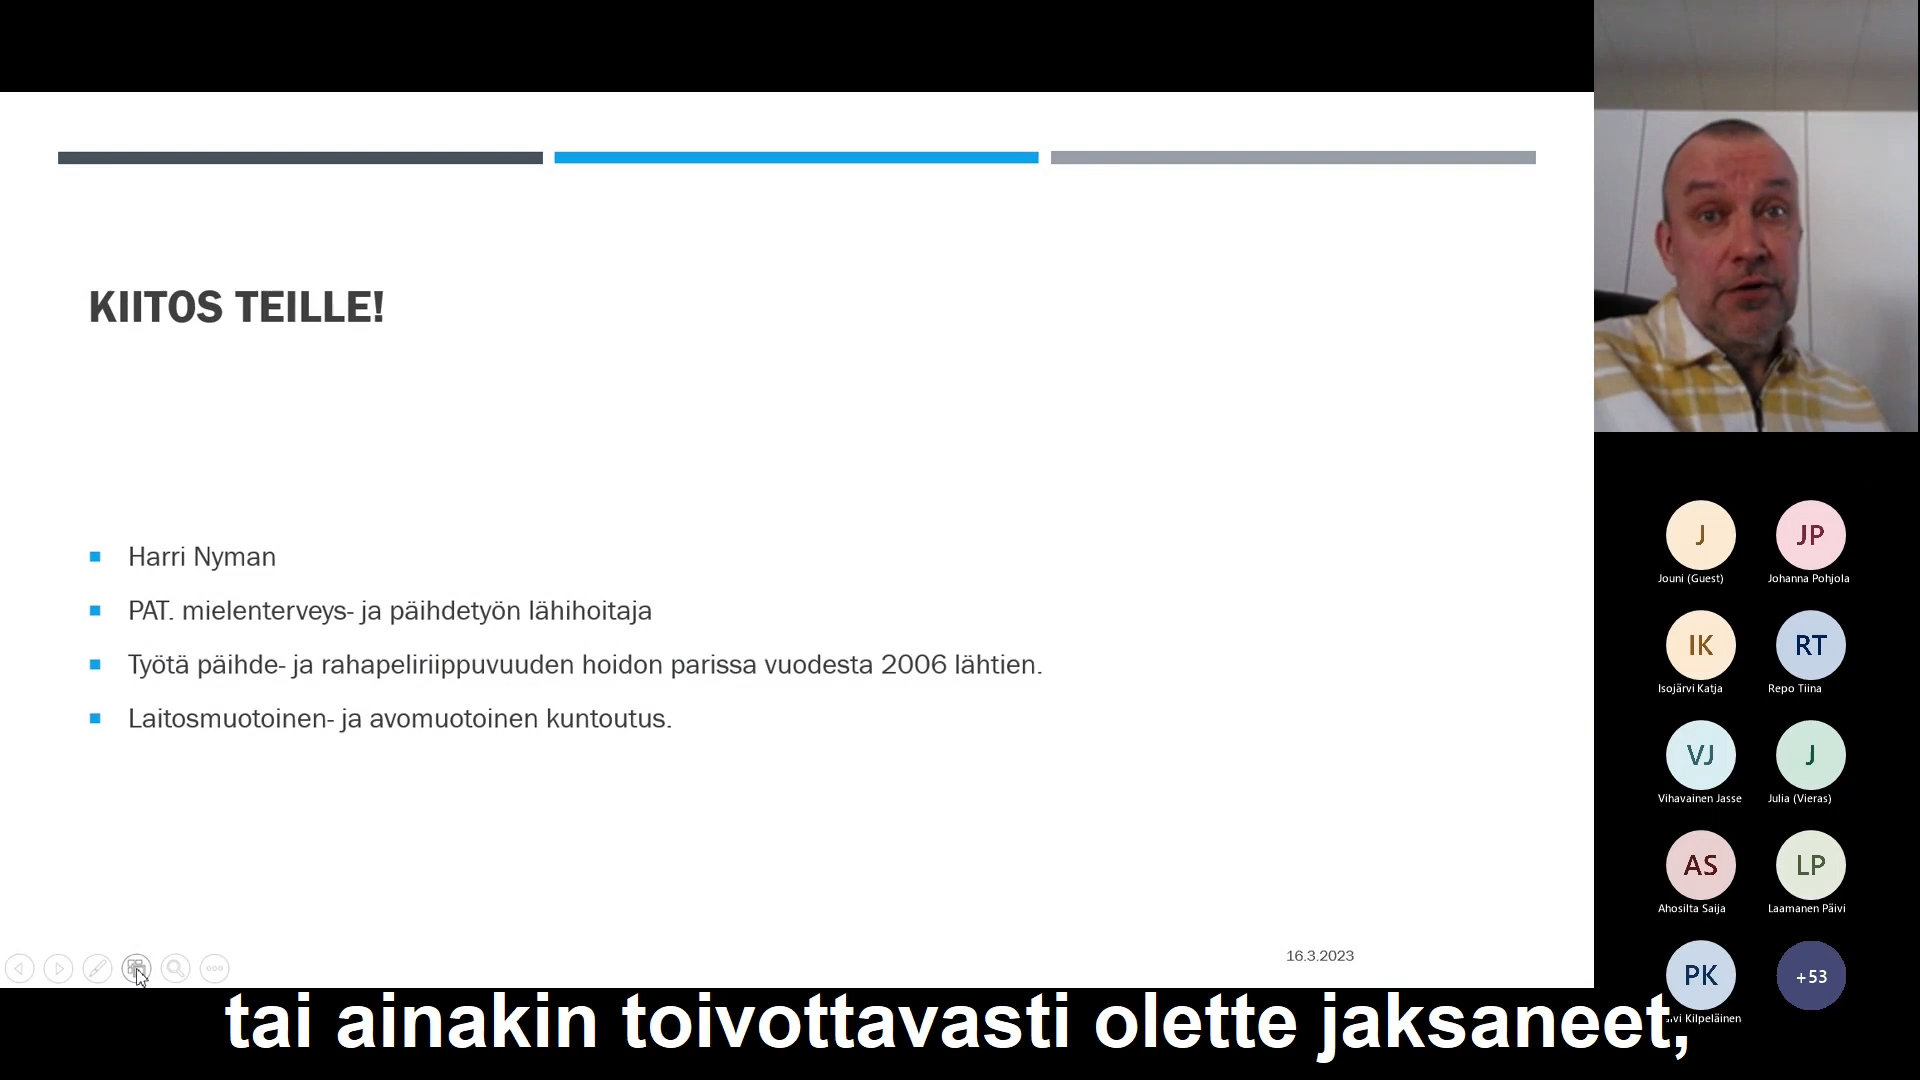 KIITOS TEILLE!
Harri Nyman
PAT. mielenterveys- ja päihdetyön lähihoitaja
Työtä päihde- ja rahapeliriippuvuuden hoidon parissa vuodesta 2006 lähtien.
Laitosmuotoinen- ja avomuotoinen kuntoutus.
16.3.2023
J
Jouni (Guest)
JP
Johanna Pohjola
IK
Isojärvi Katja
RT
Repo Tiina
VJ
Vihavainen Jasse
J
Julia (Vieras)
AS
Ahosilta Saija
LP
Laamanen Päivi
PK
Kilpeläinen
+53
tai ainakin toivottavasti olette jaksaneet,